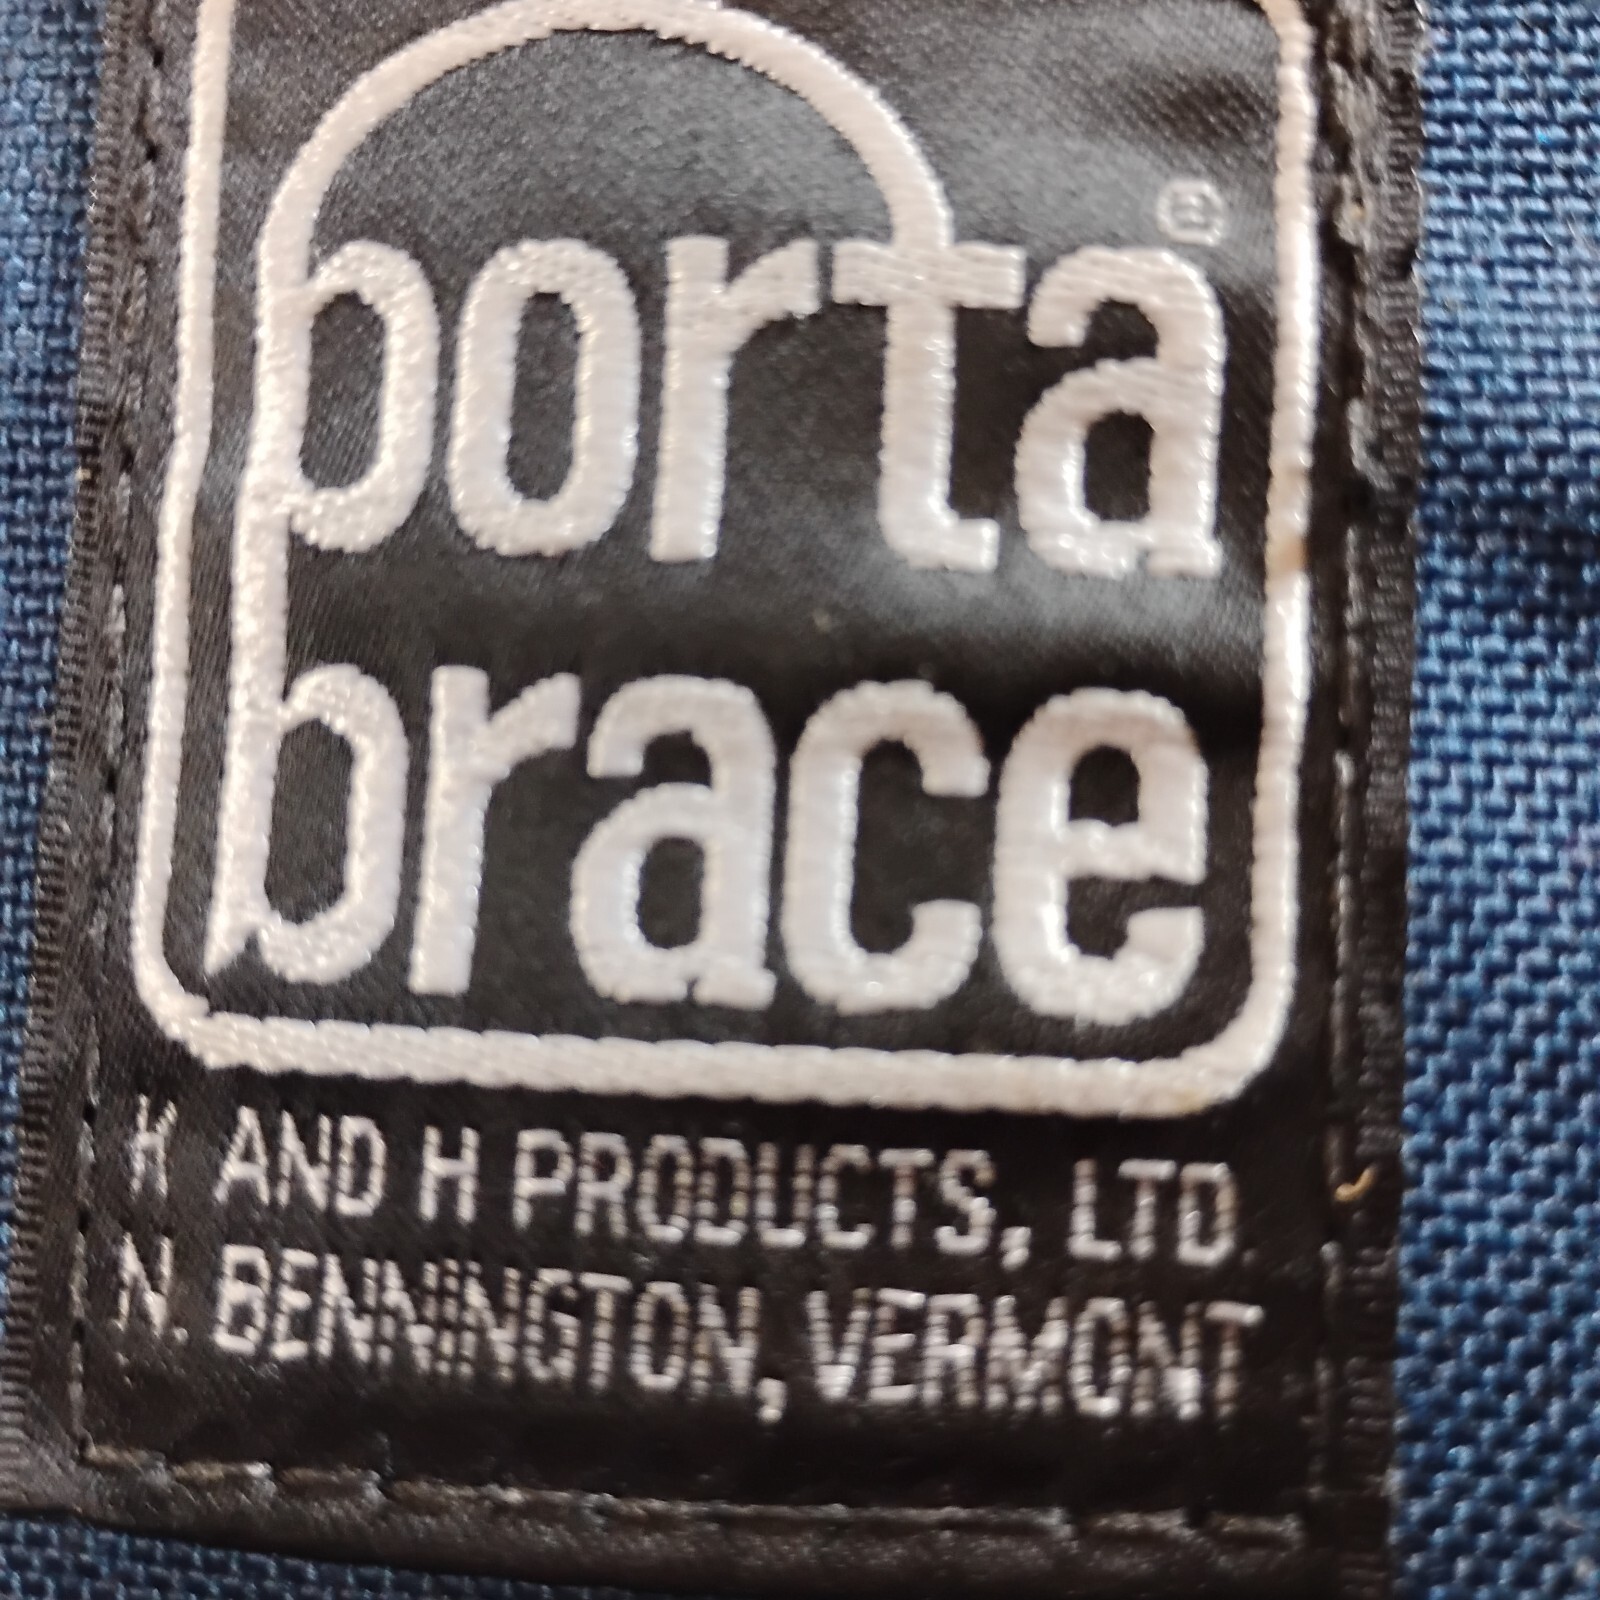 porta®
brace
K AND H PRODUCTS, LTD.
N. BENNINGTON, VERMONT